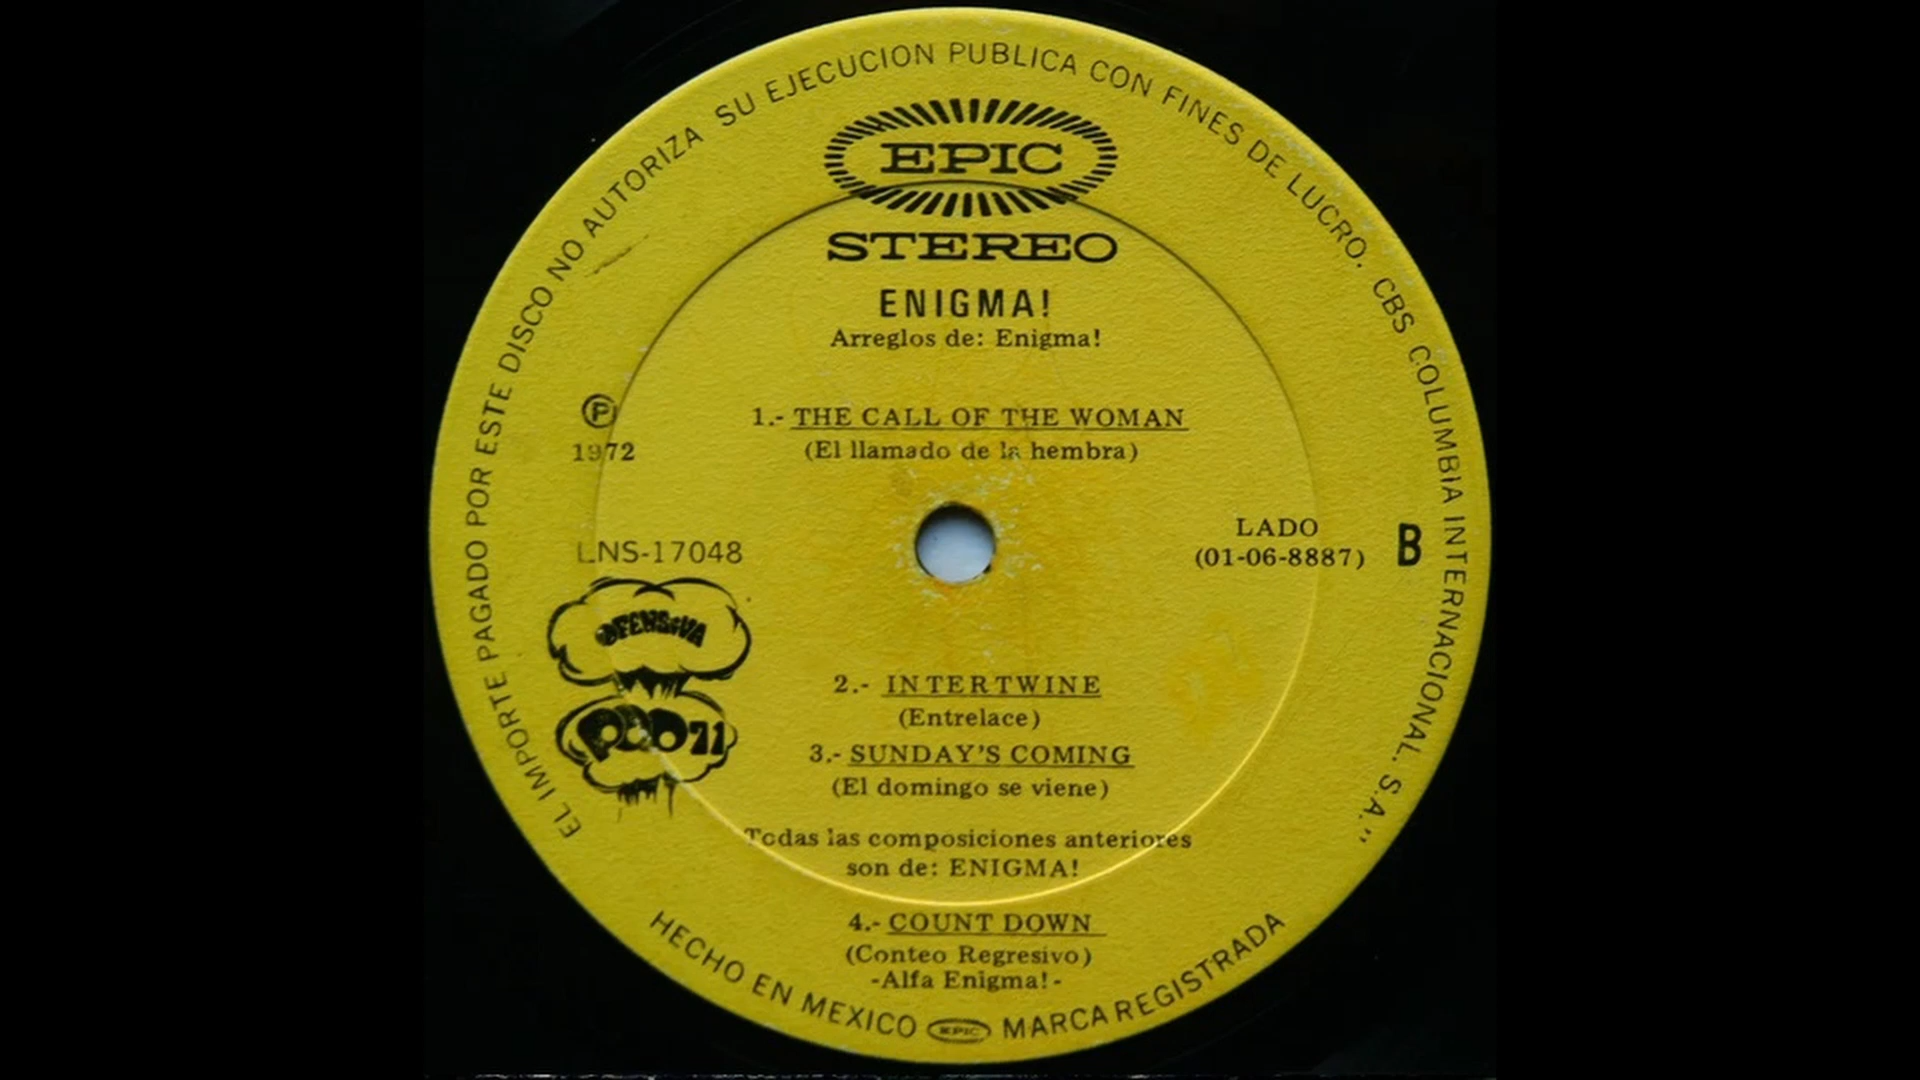 EL IMPORTE PAGADO POR ESTE DISCO NO AUTORIZA SU EJECUCION PUBLICA CON FINES DE LUCRO. CBS COLUMBIA INTERNACIONAL. S.A."
EPIC
STEREO
ENIGMA!
Arreglos de: Enigma!
1.- THE CALL OF THE WOMAN
(El llamado de la hembra)
Ⓟ
1972
LNS-17048
LADO B
(01-06-8887)
OFENSIVA
POP 71
2.- INTERTWINE
(Entrelace)
3.- SUNDAY'S COMING
(El domingo se viene)
Todas las composiciones anteriores
son de: ENIGMA!
4.- COUNT DOWN
(Conteo Regresivo)
-Alfa Enigma!-
HECHO EN MEXICO EPIC MARCA REGISTRADA